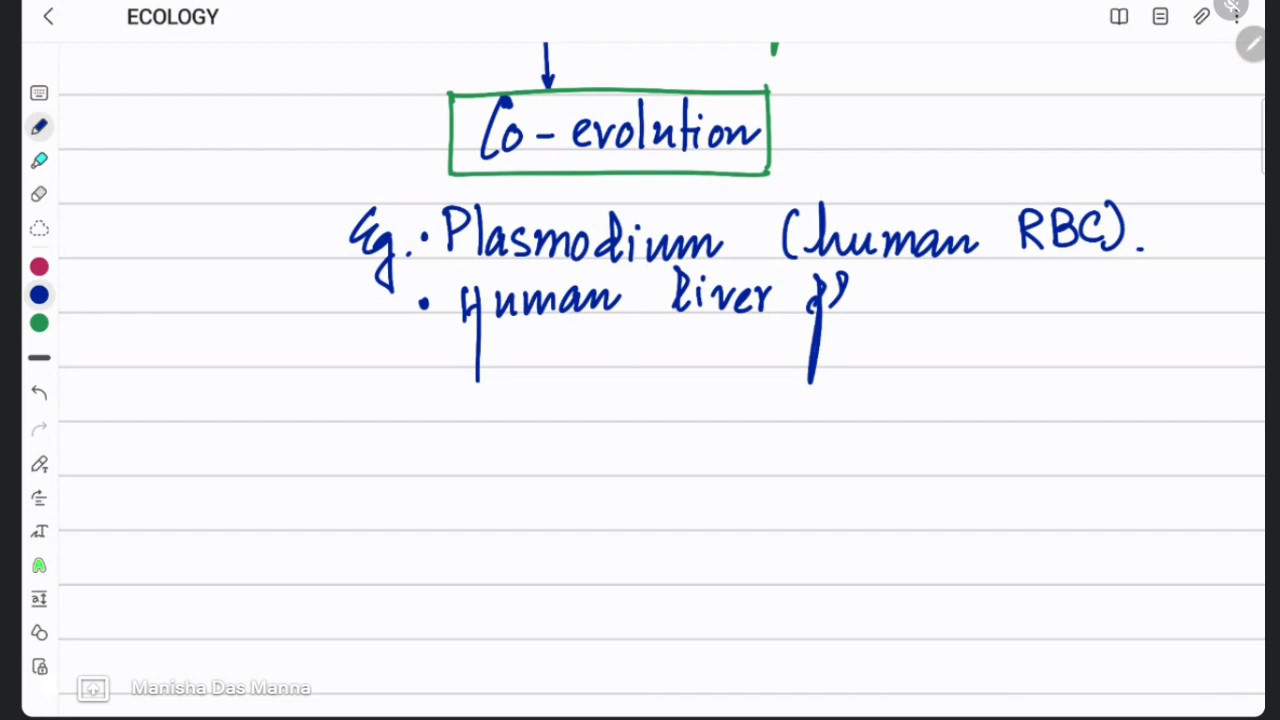 ECOLOGY
Co-evolution
Eg. • Plasmodium (human RBC).
• Human liver
Manisha Das Manna